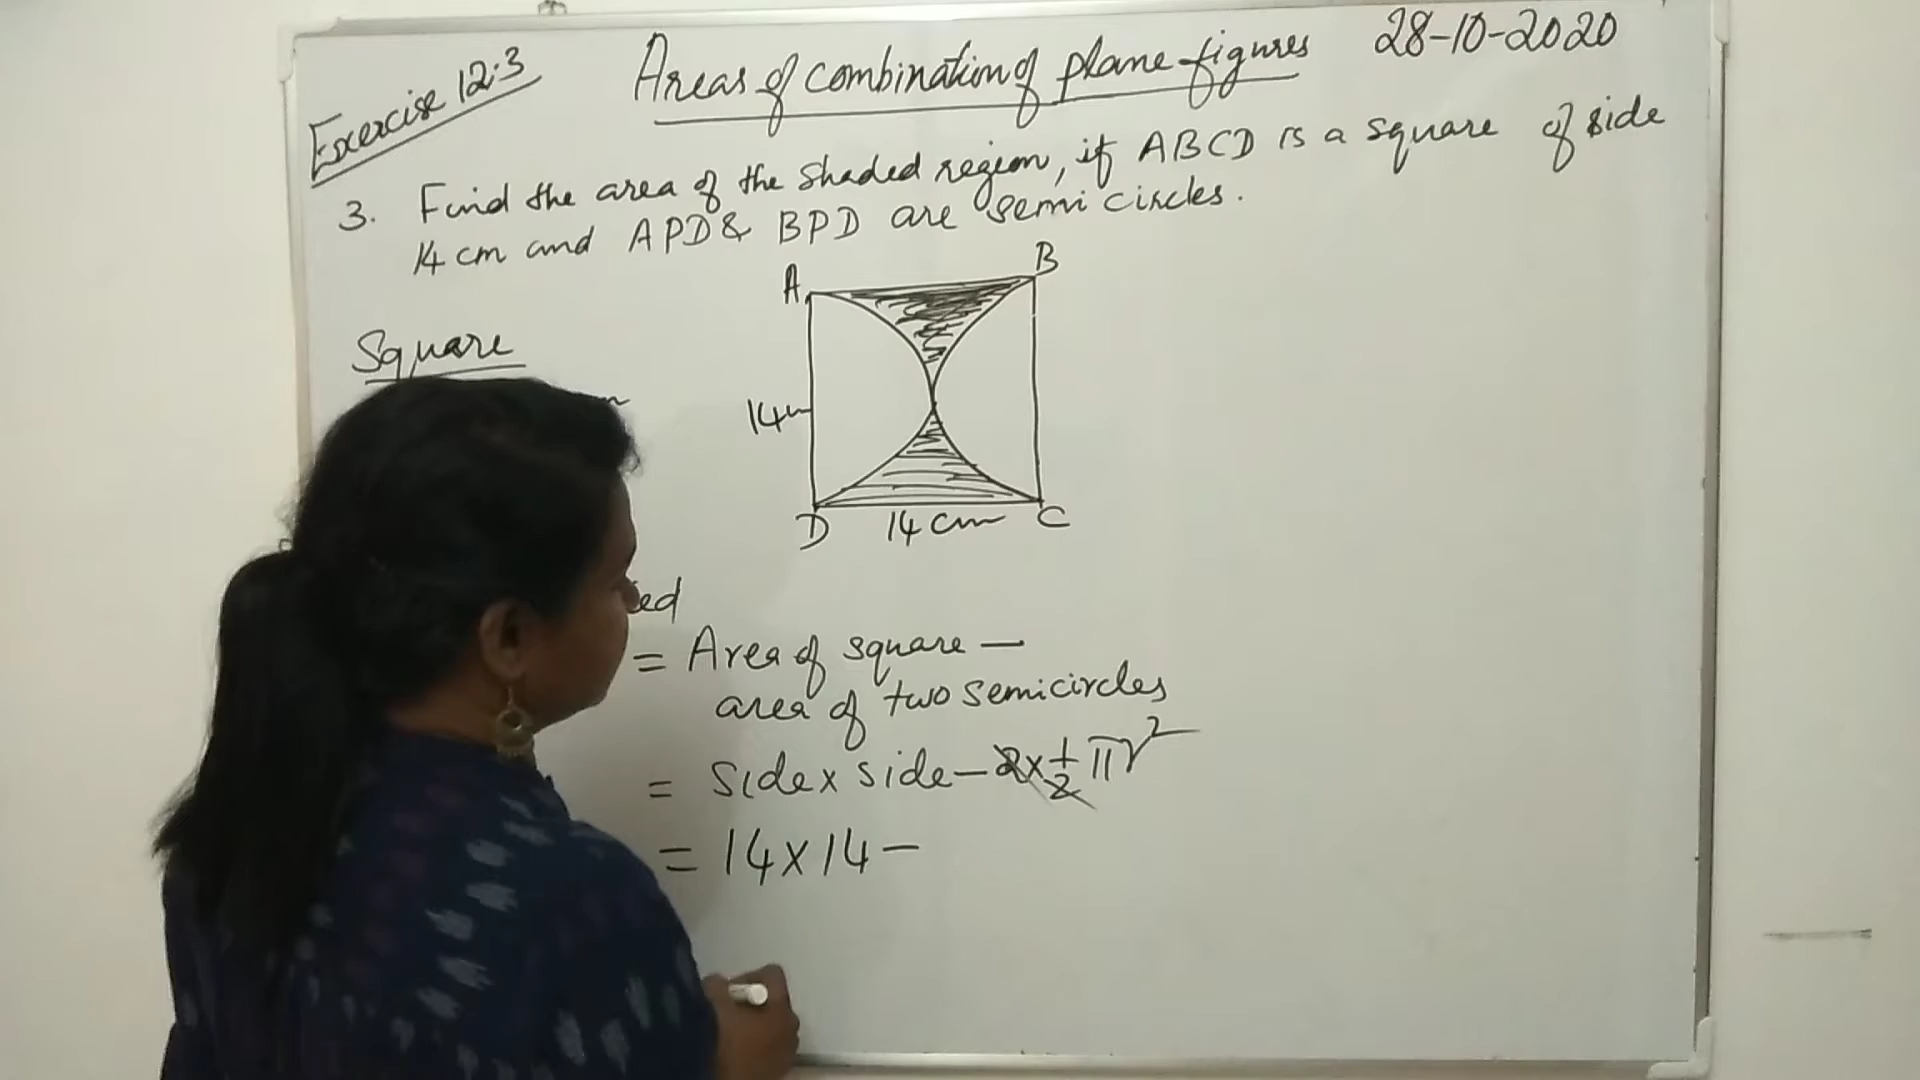 Exercise 12.3
Areas of combination of plane figures
28-10-2020
3. Find the area of the shaded region, if ABCD is a square of side
14 cm and APD & BPD are semi circles.
A
B
Square
14
D
14 cm
C
= Area of square —
area of two semicircles
= side x side — 2 x 1/2 πr²
= 14 x 14 —